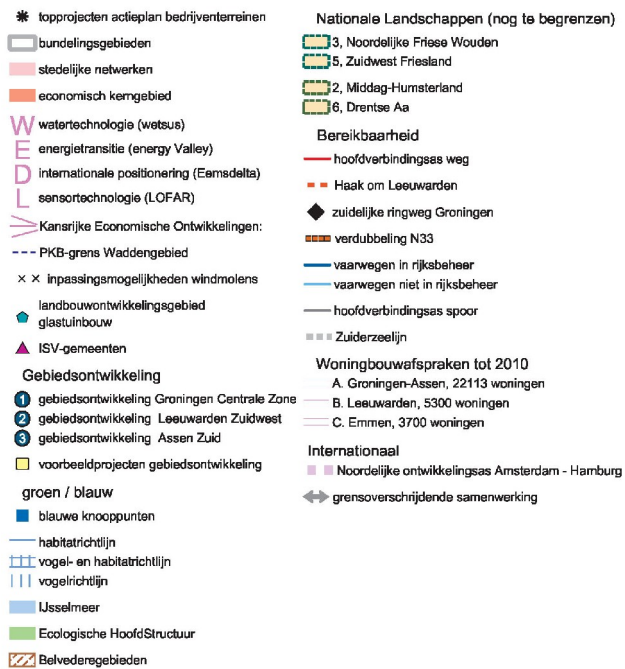 topprojecten actieplan bedrijventerreinen
bundelingsgebieden
stedelijke netwerken
economisch kerngebied
W watertechnologie (wetsus)
E energietransitie (energy Valley)
D internationale positionering (Eemsdelta)
L sensortechnologie (LOFAR)
Kansrijke Economische Ontwikkelingen:
PKB-grens Waddengebied
× × inpassingsmogelijkheden windmolens
landbouwontwikkelingsgebied
glastuinbouw
ISV-gemeenten
Gebiedsontwikkeling
1 gebiedsontwikkeling Groningen Centrale Zone
2 gebiedsontwikkeling Leeuwarden Zuidwest
3 gebiedsontwikkeling Assen Zuid
voorbeeldprojecten gebiedsontwikkeling
groen / blauw
blauwe knooppunten
habitatrichtlijn
vogel- en habitatrichtlijn
vogelrichtlijn
IJsselmeer
Ecologische HoofdStructuur
Belvederegebieden
Nationale Landschappen (nog te begrenzen)
3, Noordelijke Friese Wouden
5, Zuidwest Friesland
2, Middag-Humsterland
6, Drentse Aa
Bereikbaarheid
hoofdverbindingsas weg
Haak om Leeuwarden
zuidelijke ringweg Groningen
verdubbeling N33
vaarwegen in rijksbeheer
vaarwegen niet in rijksbeheer
hoofdverbindingsas spoor
Zuiderzeelijn
Woningbouwafspraken tot 2010
A. Groningen-Assen, 22113 woningen
B. Leeuwarden, 5300 woningen
C. Emmen, 3700 woningen
Internationaal
Noordelijke ontwikkelingsas Amsterdam - Hamburg
grensoverschrijdende samenwerking